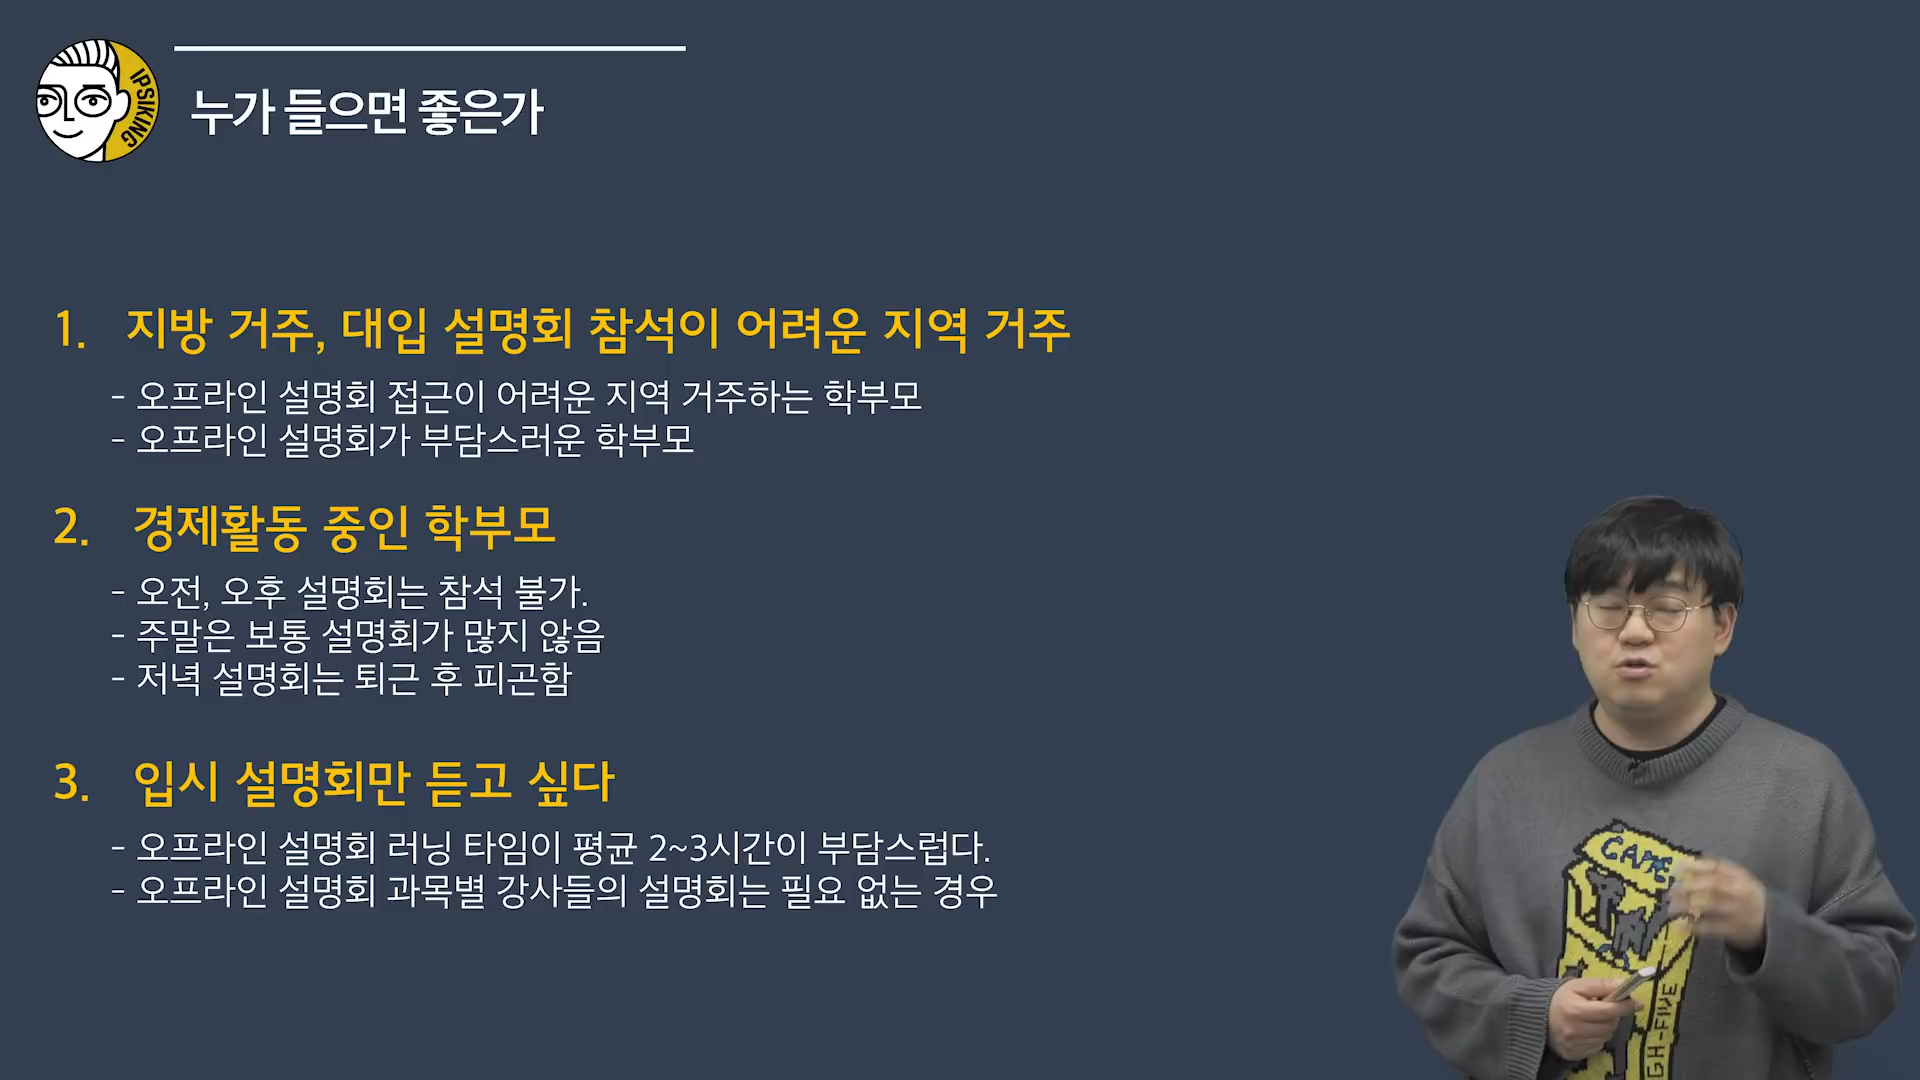 IPSIKING
누가 들으면 좋은가
1. 지방 거주, 대입 설명회 참석이 어려운 지역 거주
- 오프라인 설명회 접근이 어려운 지역 거주하는 학부모
- 오프라인 설명회가 부담스러운 학부모
2. 경제활동 중인 학부모
- 오전, 오후 설명회는 참석 불가.
- 주말은 보통 설명회가 많지 않음
- 저녁 설명회는 퇴근 후 피곤함
3. 입시 설명회만 듣고 싶다
- 오프라인 설명회 러닝 타임이 평균 2~3시간이 부담스럽다.
- 오프라인 설명회 과목별 강사들의 설명회는 필요 없는 경우
GH-FIVE